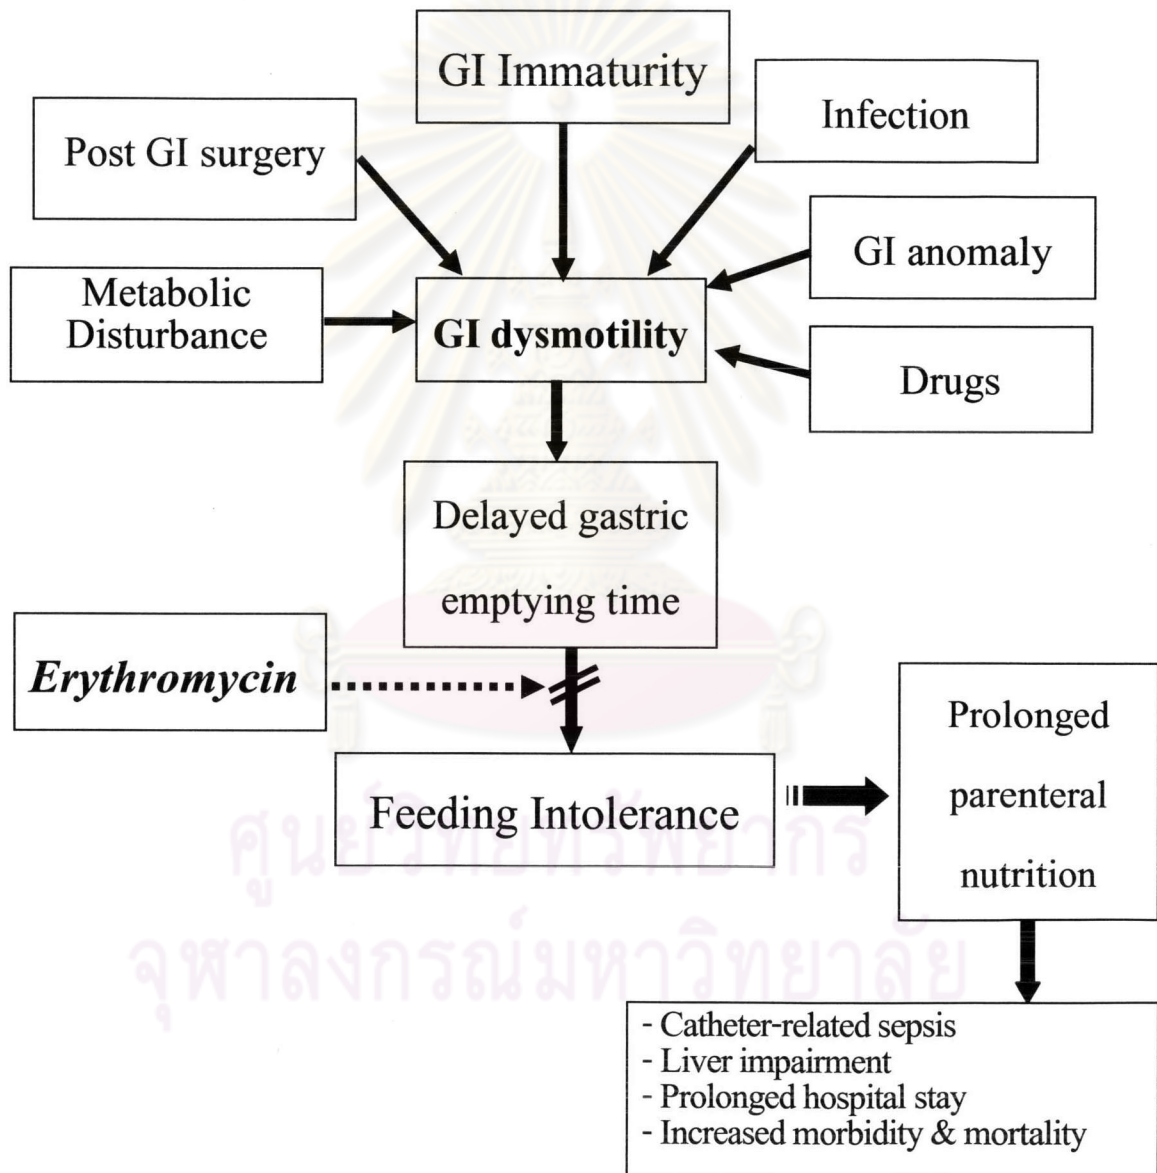 GI Immaturity
Infection
Post GI surgery
GI anomaly
Metabolic
Disturbance
GI dysmotility
Drugs
Delayed gastric
emptying time
Erythromycin
Prolonged
parenteral
nutrition
Feeding Intolerance
ศูนย์วิทยทรัพยากร
จุฬาลงกรณ์มหาวิทยาลัย
- Catheter-related sepsis
- Liver impairment
- Prolonged hospital stay
- Increased morbidity & mortality